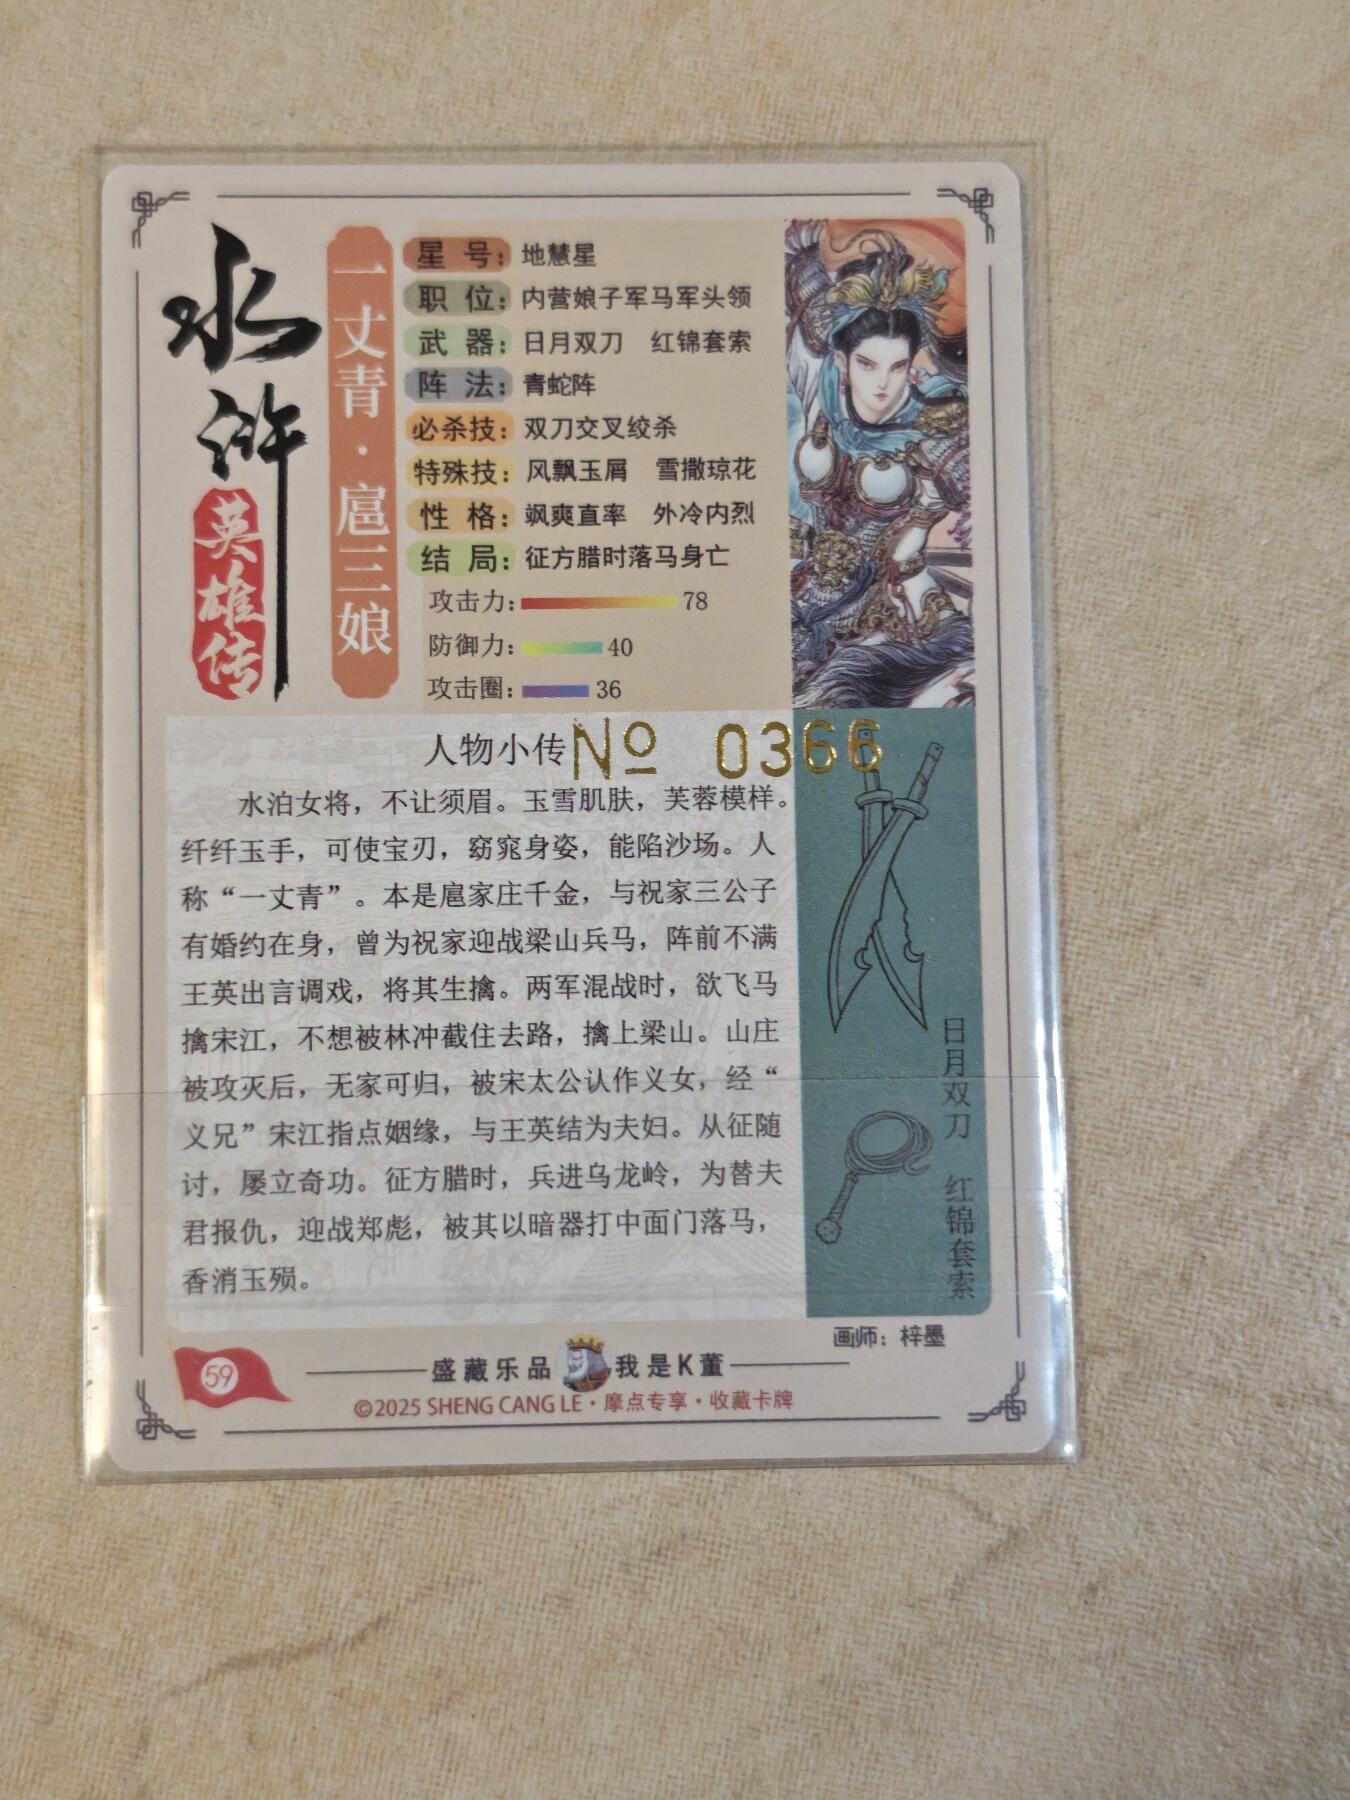 水浒
英雄传
一丈青·扈三娘
星号：地慧星
职位：内营娘子军马军头领
武器：日月双刀 红锦套索
阵法：青蛇阵
必杀技：双刀交叉绞杀
特殊技：风飘玉屑 雪撒琼花
性格：飒爽直率 外冷内烈
结局：征方腊时落马身亡
攻击力：78
防御力：40
攻击圈：36
人物小传
№ 0366
水泊女将，不让须眉。玉雪肌肤，芙蓉模样。
纤纤玉手，可使宝刃，窈窕身姿，能陷沙场。人
称“一丈青”。本是扈家庄千金，与祝家三公子
有婚约在身，曾为祝家迎战梁山兵马，阵前不满
王英出言调戏，将其生擒。两军混战时，欲飞马
擒宋江，不想被林冲截住去路，擒上梁山。山庄
被攻灭后，无家可归，被宋太公认作义女，经“
义兄”宋江指点姻缘，与王英结为夫妇。从征随
讨，屡立奇功。征方腊时，兵进乌龙岭，为替夫
君报仇，迎战郑彪，被其以暗器打中面门落马，
香消玉殒。
日月双刀 红锦套索
画师：梓墨
59
盛藏乐品 我是K董
©2025 SHENG CANG LE·摩点专享·收藏卡牌